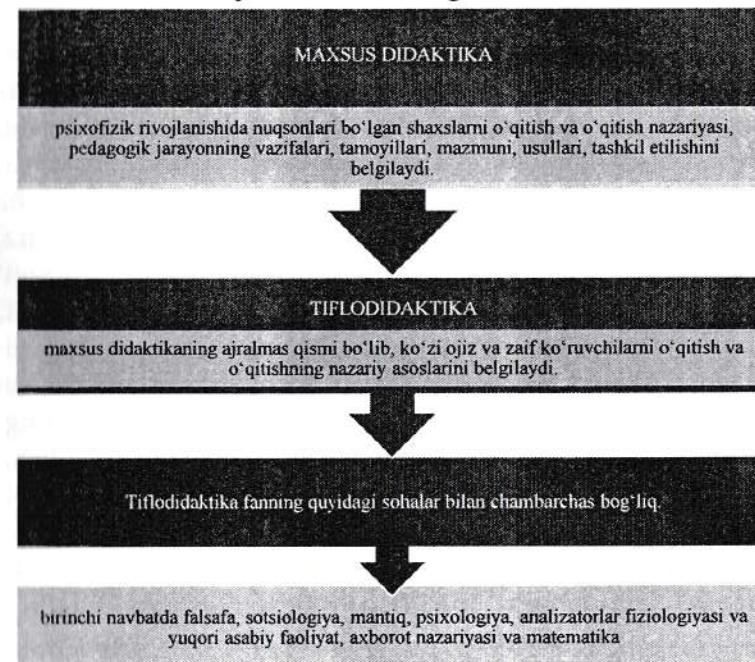 MAXSUS DIDAKTIKA
psixofizik rivojlanishida nuqsonlari bo‘lgan shaxslarni o‘qitish va o‘qitish nazariyasi,
pedagogik jarayonning vazifalari, tamoyillari, mazmuni, usullari, tashkil etilishini
belgilaydi.
TIFLODIDAKTIKA
maxsus didaktikaning ajralmas qismi bo‘lib, ko‘zi ojiz va zaif ko‘ruvchilarni o‘qitish va
o‘qitishning nazariy asoslarini belgilaydi.
Tiflodidaktika fanning quyidagi sohalar bilan chambarchas bog‘liq.
birinchi navbatda falsafa, sotsiologiya, mantiq, psixologiya, analizatorlar fiziologiyasi va
yuqori asabiy faoliyat, axborot nazariyasi va matematika